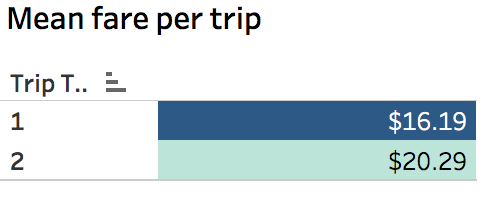 Mean fare per trip
Trip T..
1 $16.19
2 $20.29